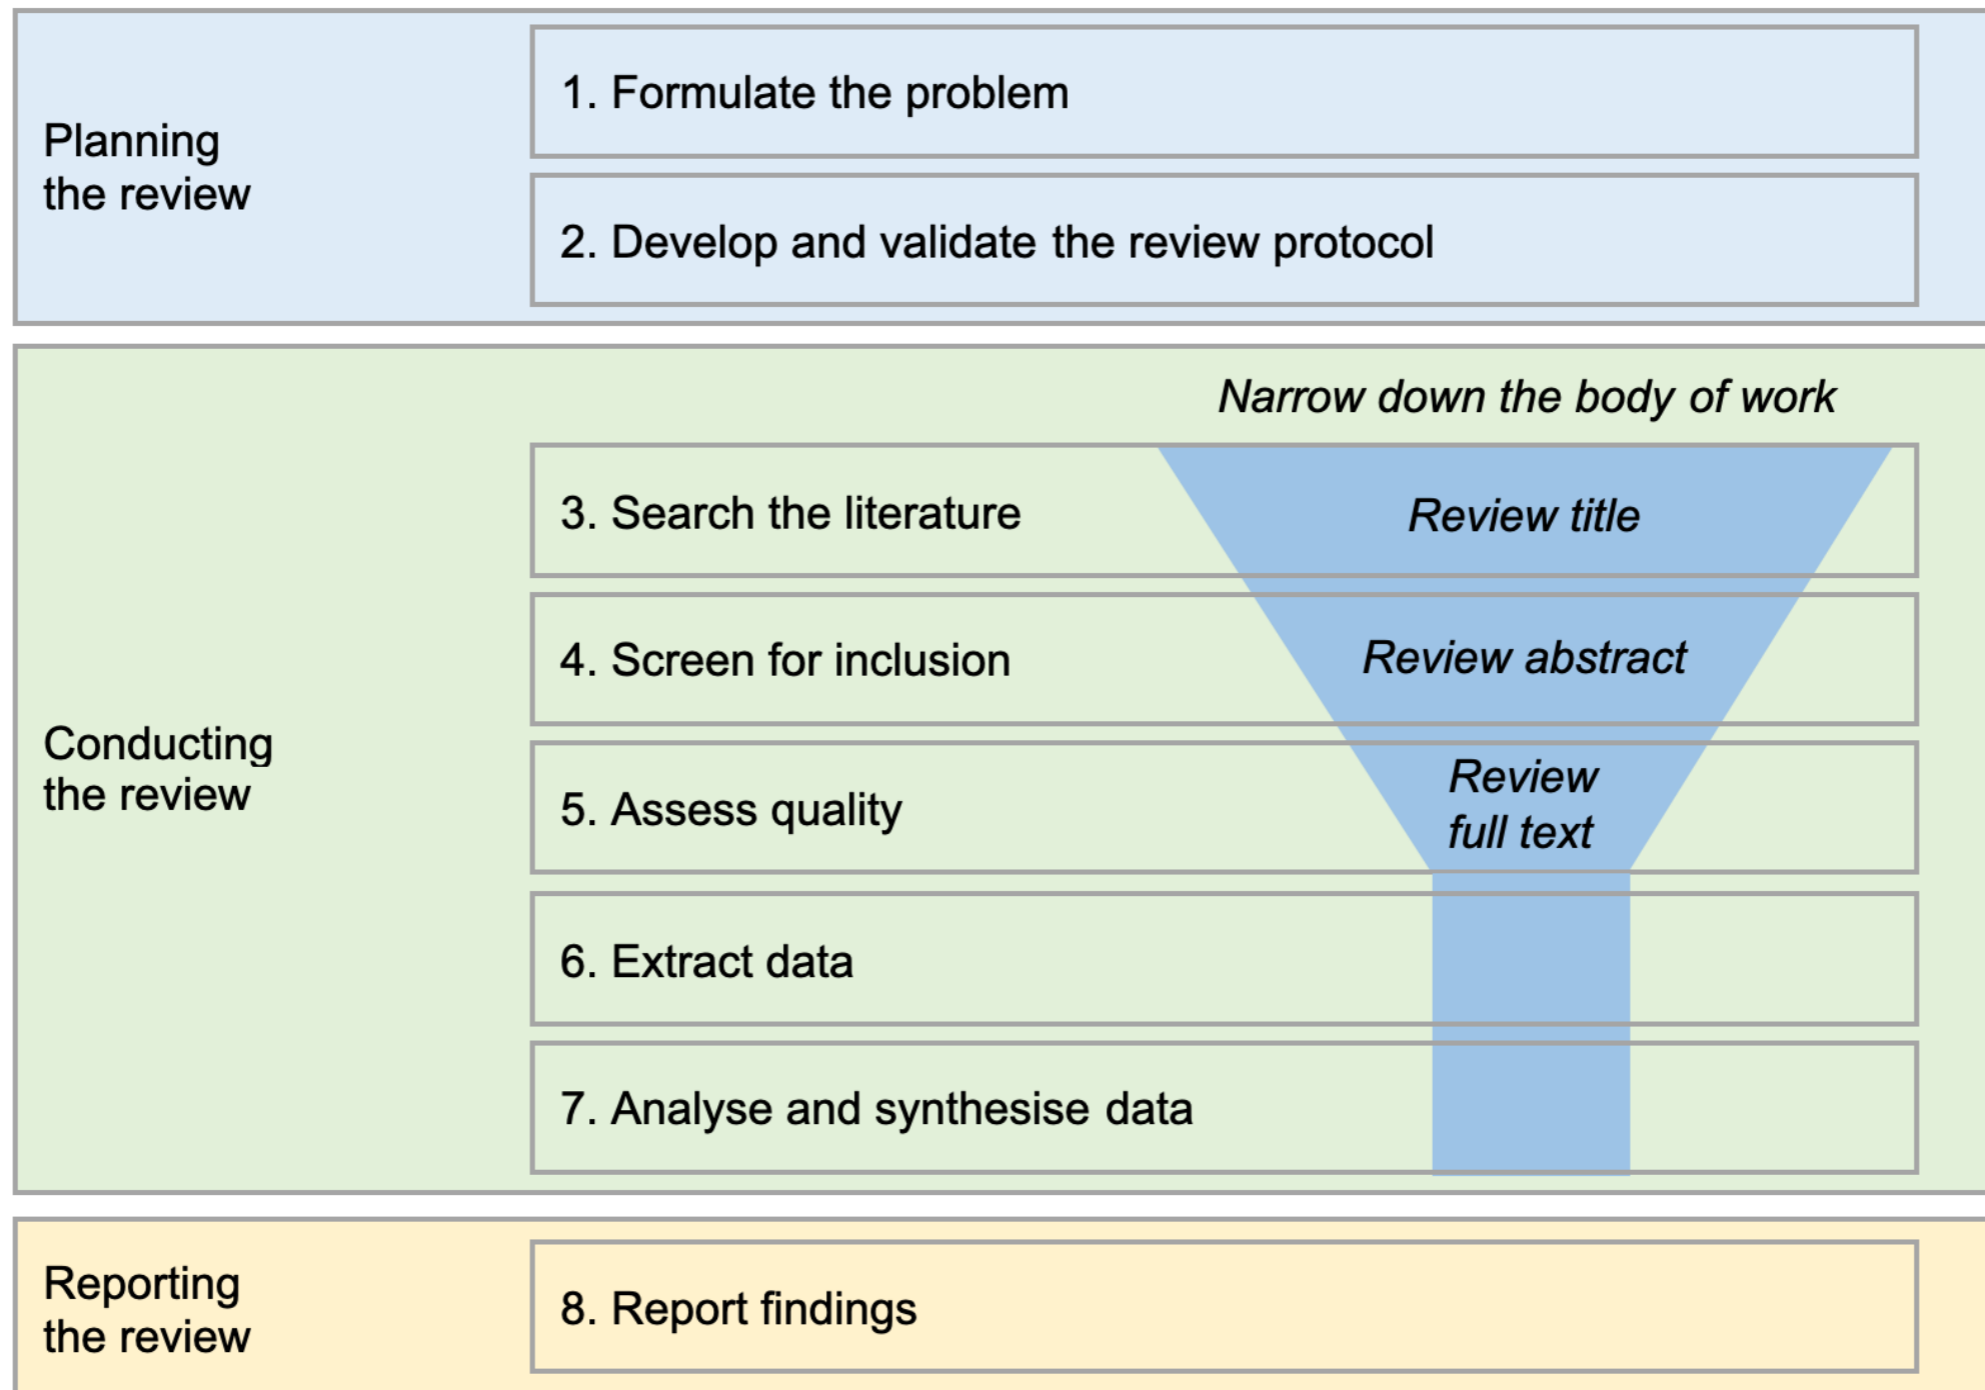 Planning
the review
1. Formulate the problem
2. Develop and validate the review protocol
Conducting
the review
Narrow down the body of work
3. Search the literature
Review title
4. Screen for inclusion
Review abstract
5. Assess quality
Review
full text
6. Extract data
7. Analyse and synthesise data
Reporting
the review
8. Report findings